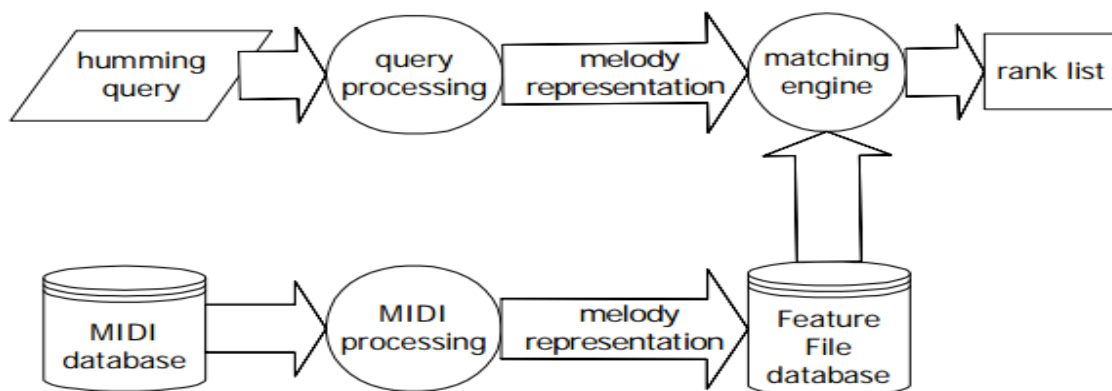 humming
query
query
processing
melody
representation
matching
engine
rank list
MIDI
database
MIDI
processing
melody
representation
Feature
File
database